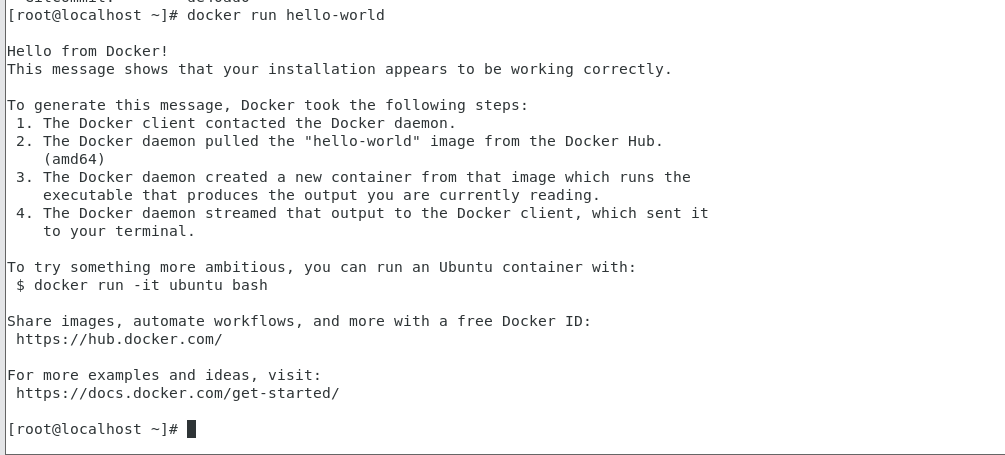 [root@localhost ~]# docker run hello-world
Hello from Docker!
This message shows that your installation appears to be working correctly.
To generate this message, Docker took the following steps:
 1. The Docker client contacted the Docker daemon.
 2. The Docker daemon pulled the "hello-world" image from the Docker Hub.
    (amd64)
 3. The Docker daemon created a new container from that image which runs the
    executable that produces the output you are currently reading.
 4. The Docker daemon streamed that output to the Docker client, which sent it
    to your terminal.
To try something more ambitious, you can run an Ubuntu container with:
 $ docker run -it ubuntu bash
Share images, automate workflows, and more with a free Docker ID:
 https://hub.docker.com/
For more examples and ideas, visit:
 https://docs.docker.com/get-started/
[root@localhost ~]#